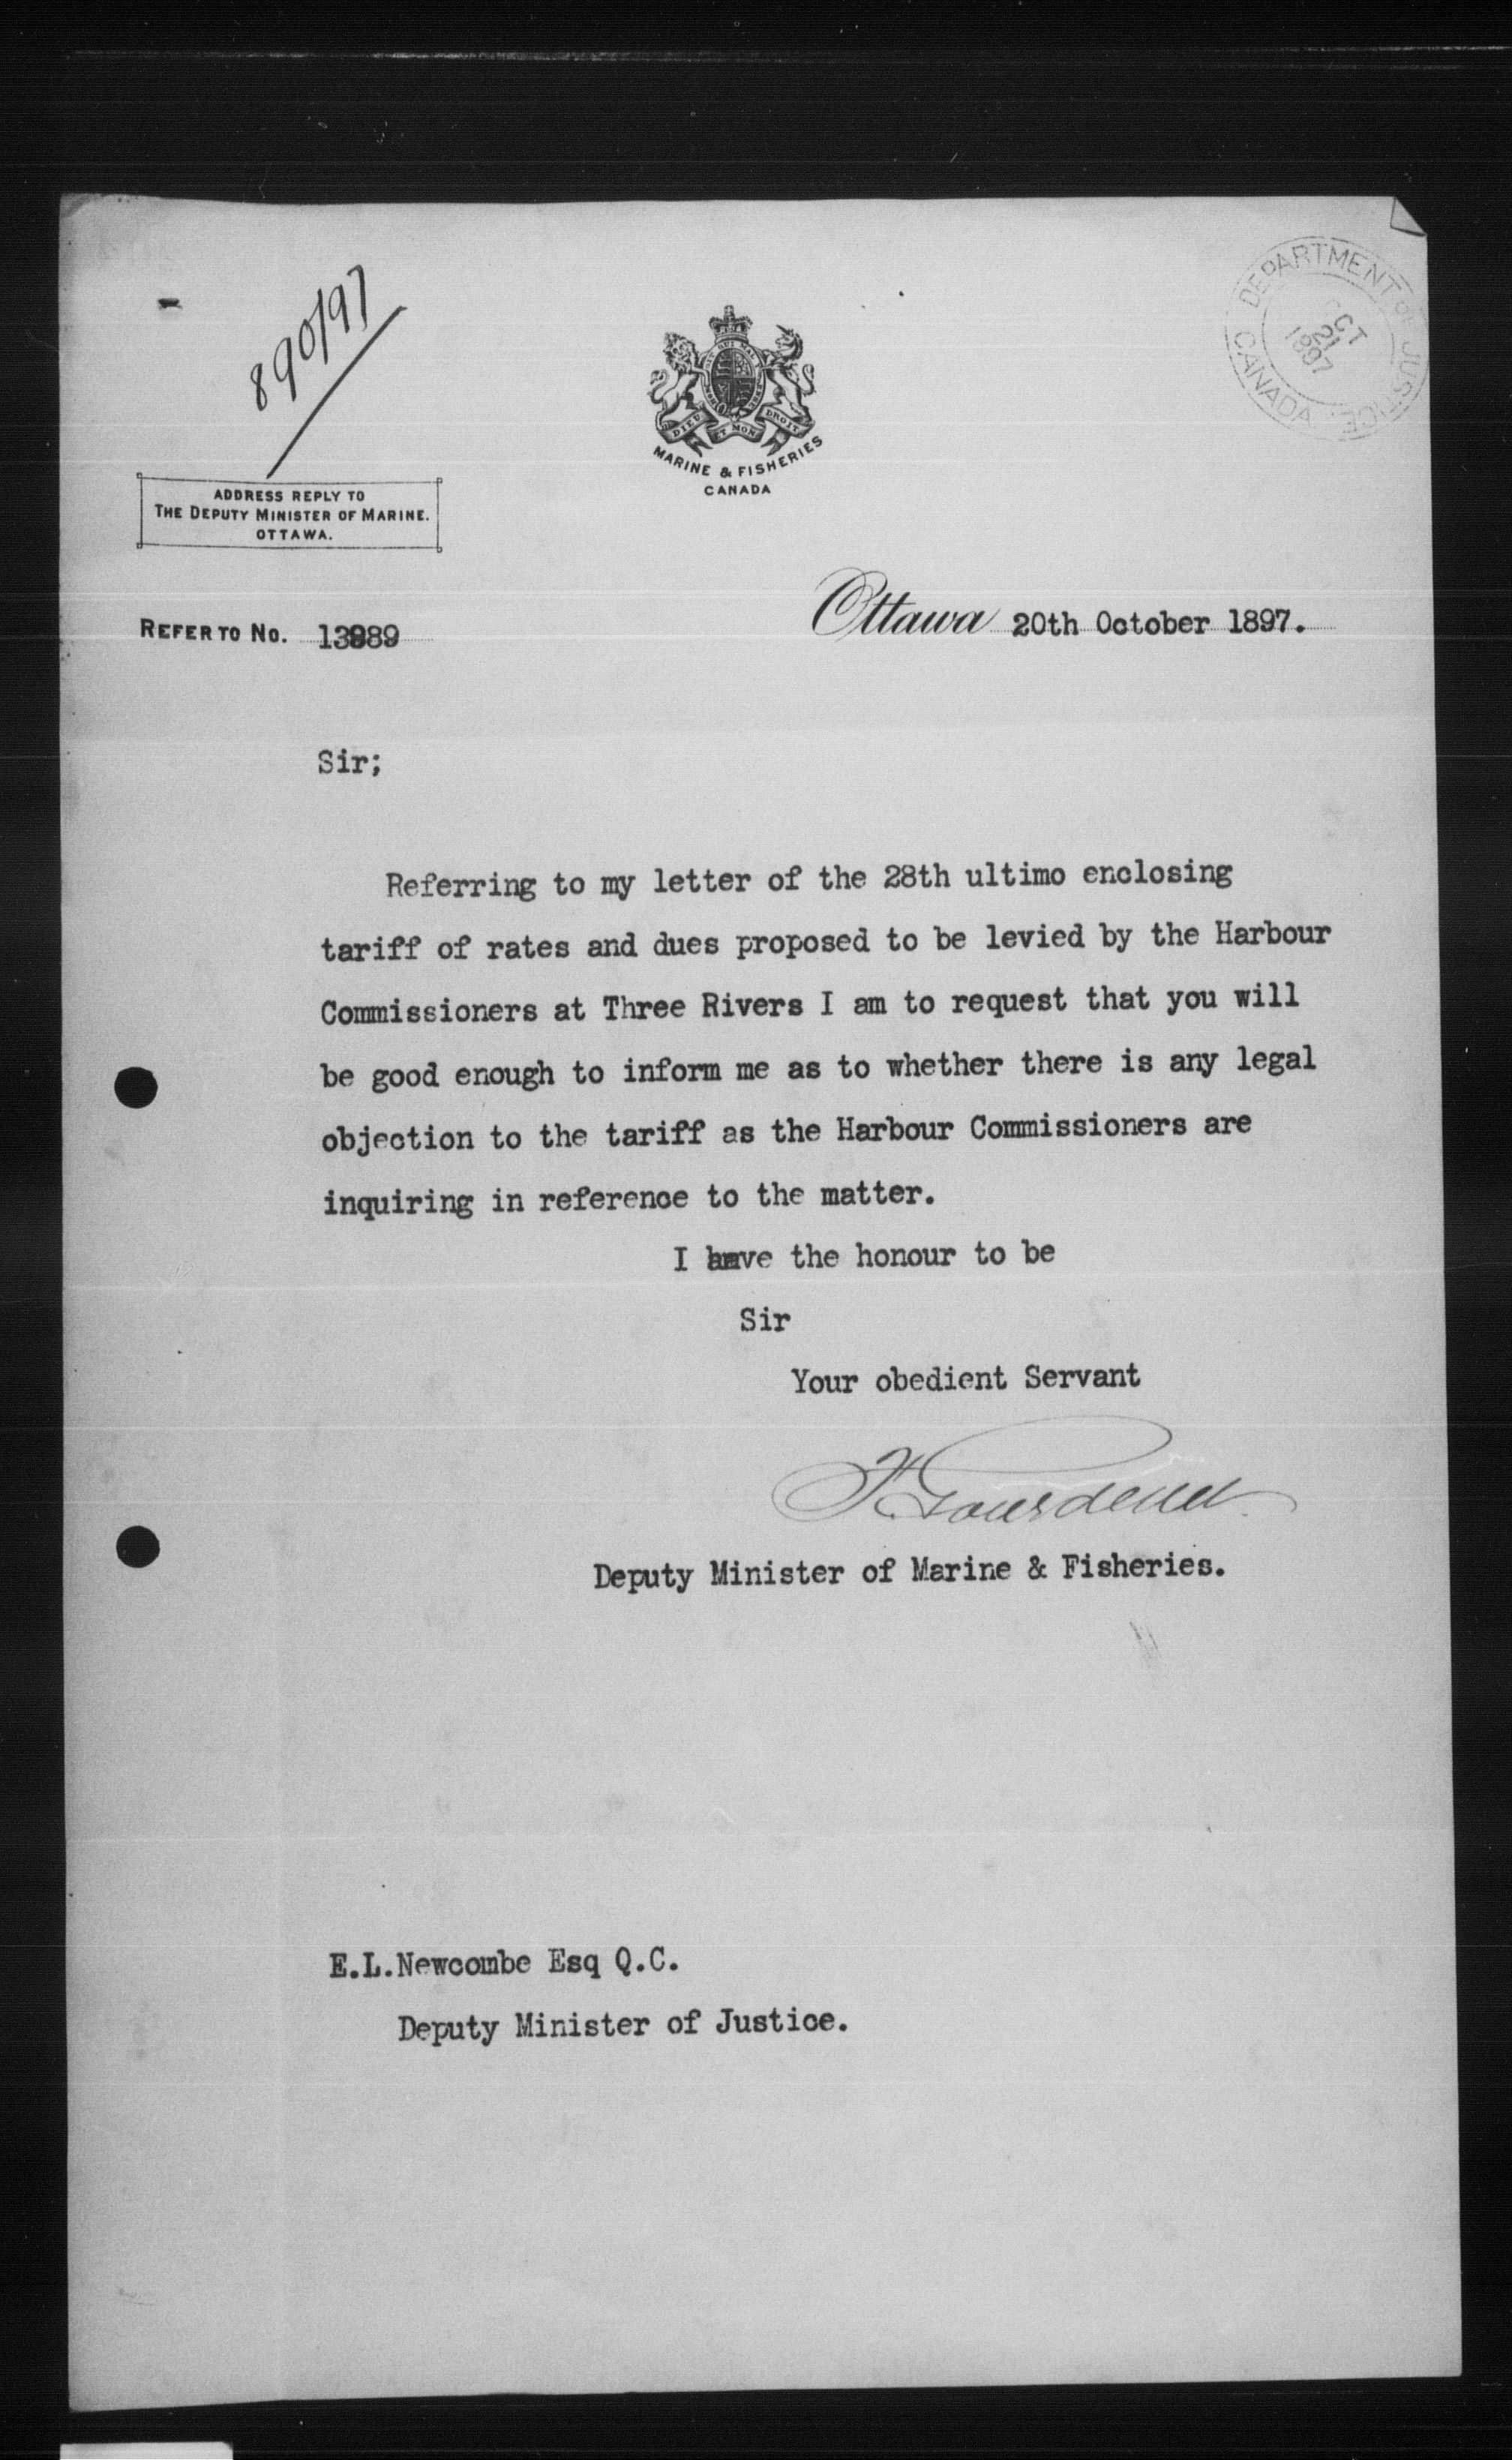 890/97
DEPARTMENT OF JUSTICE
OCT
21
1897
CANADA
DIEU ET MON DROIT
MARINE & FISHERIES
CANADA
ADDRESS REPLY TO
THE DEPUTY MINISTER OF MARINE.
OTTAWA.
REFER TO NO. 13989
Ottawa 20th October 1897.
Sir;
Referring to my letter of the 28th ultimo enclosing
tariff of rates and dues proposed to be levied by the Harbour
Commissioners at Three Rivers I am to request that you will
be good enough to inform me as to whether there is any legal
objection to the tariff as the Harbour Commissioners are
inquiring in reference to the matter.
I have the honour to be
Sir
Your obedient Servant
F. Gourdeau
Deputy Minister of Marine & Fisheries.
E.L.Newcombe Esq Q.C.
Deputy Minister of Justice.